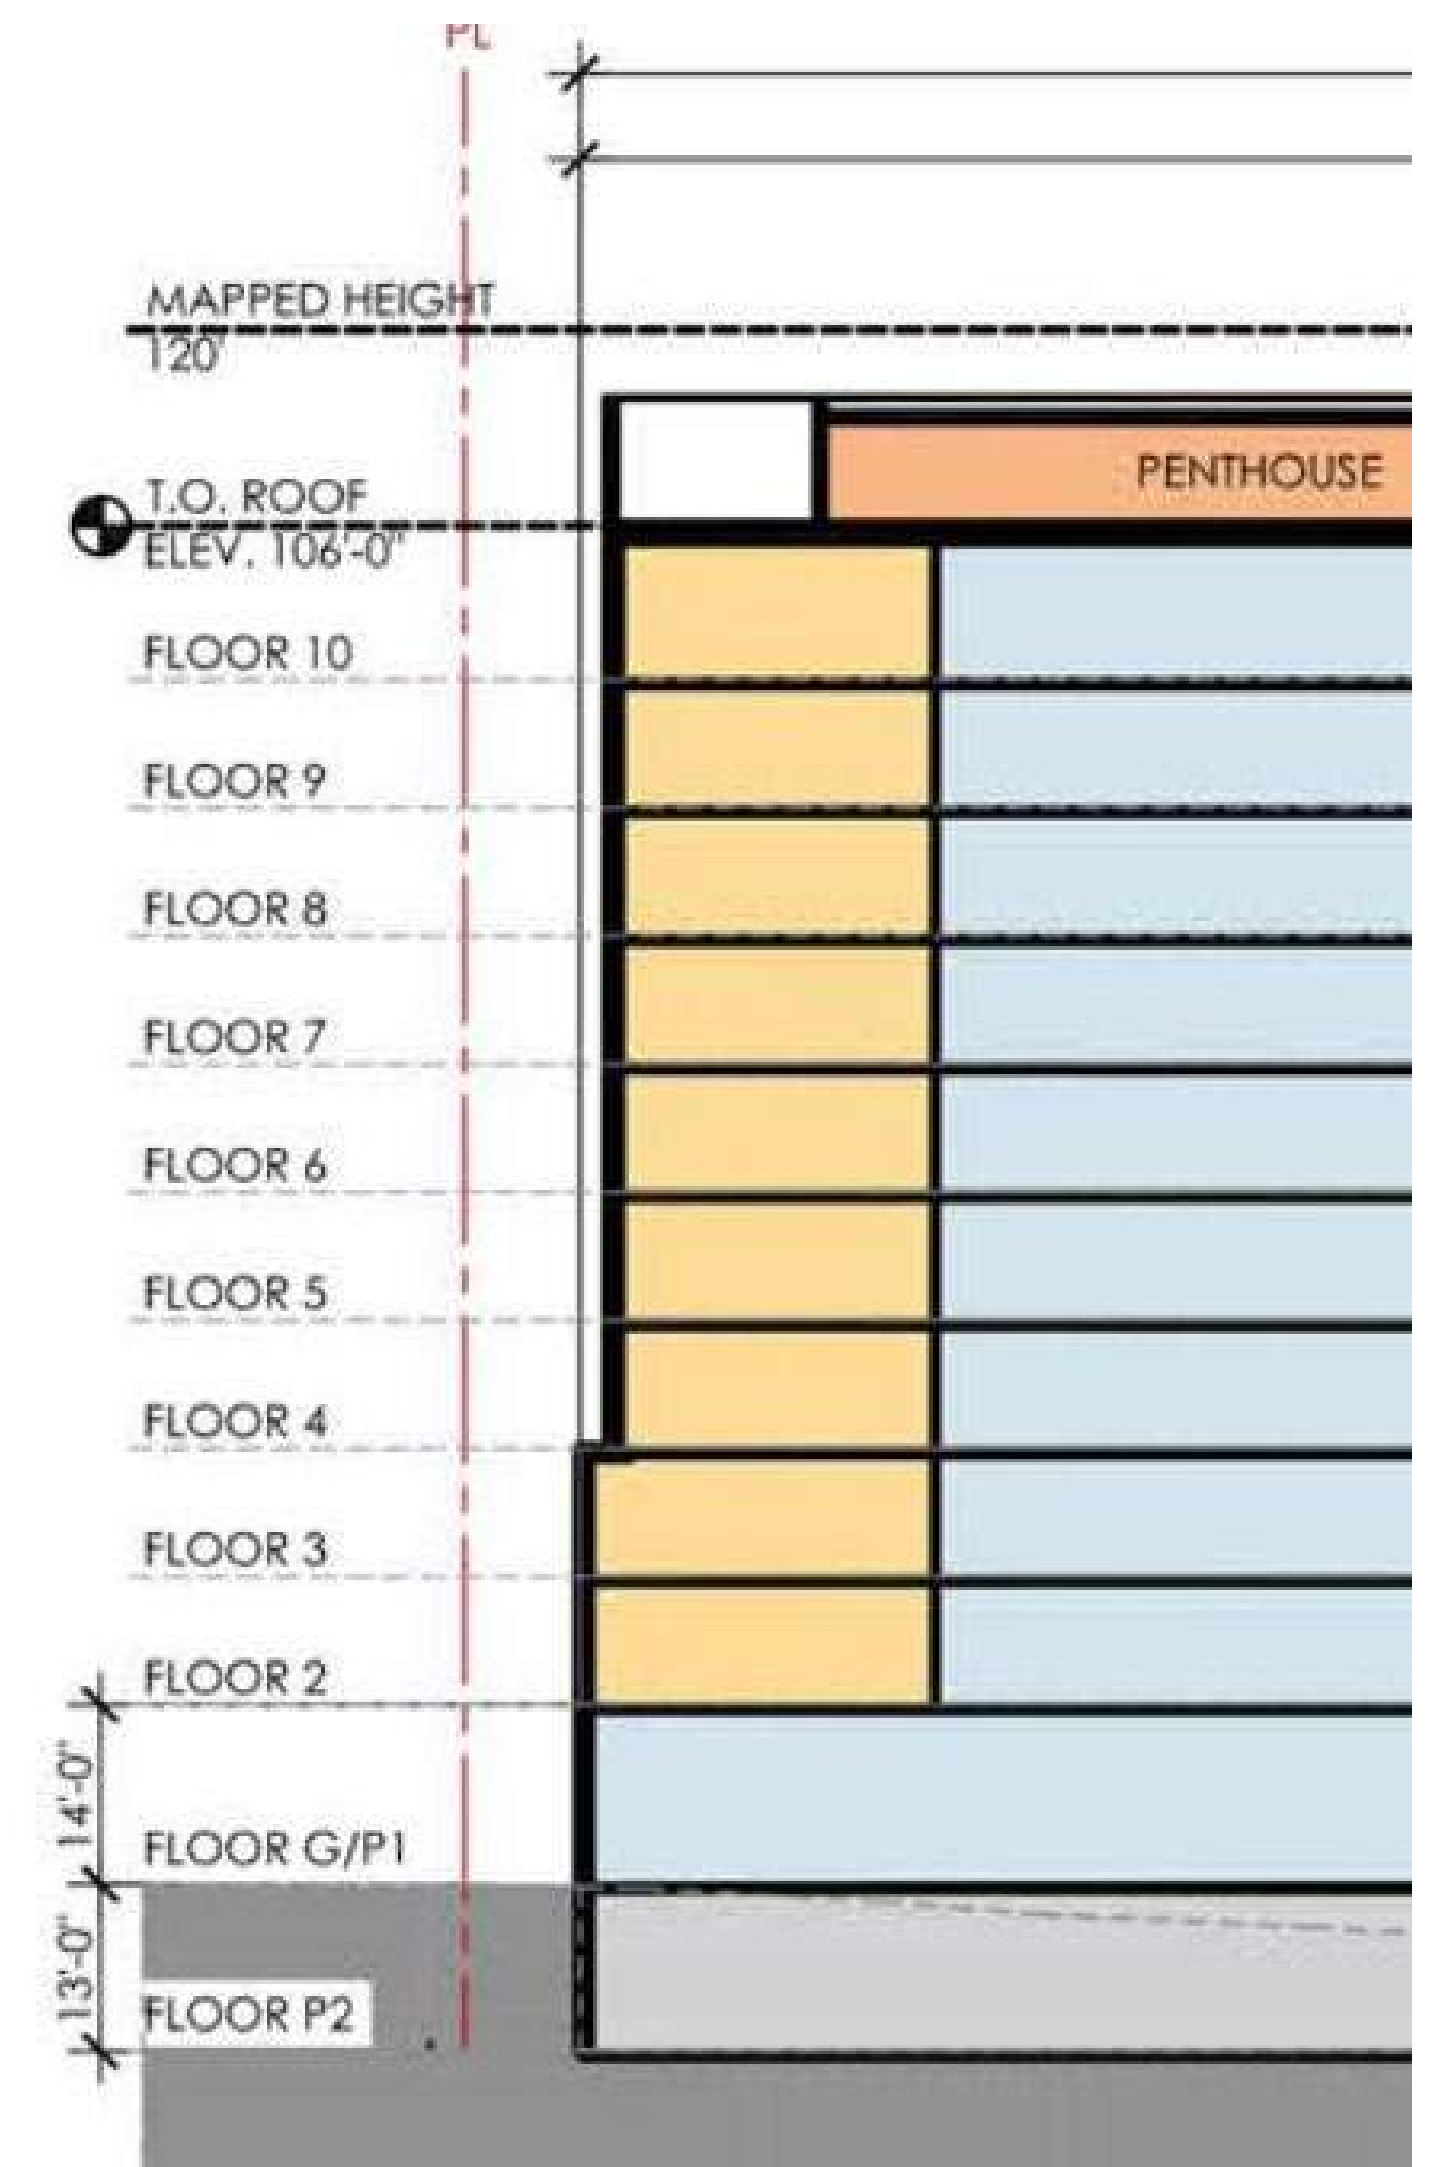 PL
MAPPED HEIGHT
120'
PENTHOUSE
T.O. ROOF
ELEV. 106'-0"
FLOOR 10
FLOOR 9
FLOOR 8
FLOOR 7
FLOOR 6
FLOOR 5
FLOOR 4
FLOOR 3
FLOOR 2
14'-0"
FLOOR G/P1
13'-0"
FLOOR P2